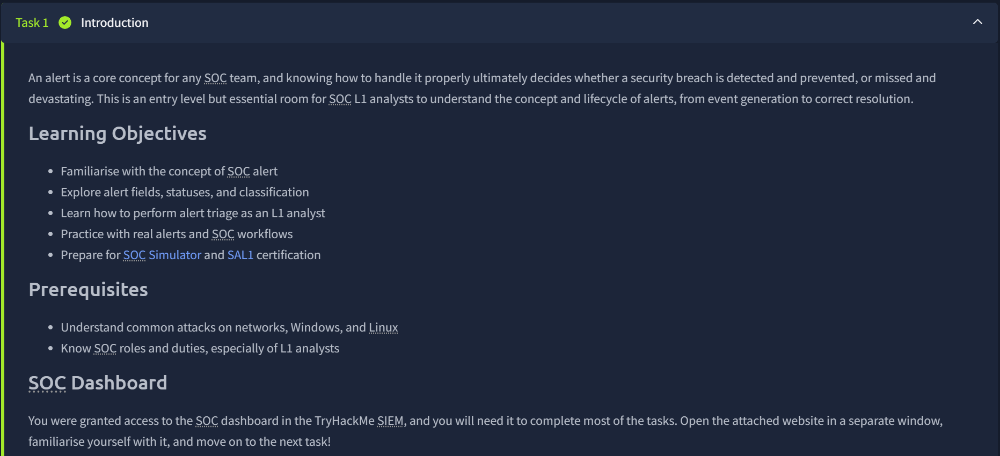 Task 1 Introduction
An alert is a core concept for any SOC team, and knowing how to handle it properly ultimately decides whether a security breach is detected and prevented, or missed and
devastating. This is an entry level but essential room for SOC L1 analysts to understand the concept and lifecycle of alerts, from event generation to correct resolution.
Learning Objectives
• Familiarise with the concept of SOC alert
• Explore alert fields, statuses, and classification
• Learn how to perform alert triage as an L1 analyst
• Practice with real alerts and SOC workflows
• Prepare for SOC Simulator and SAL1 certification
Prerequisites
• Understand common attacks on networks, Windows, and Linux
• Know SOC roles and duties, especially of L1 analysts
SOC Dashboard
You were granted access to the SOC dashboard in the TryHackMe SIEM, and you will need it to complete most of the tasks. Open the attached website in a separate window,
familiarise yourself with it, and move on to the next task!